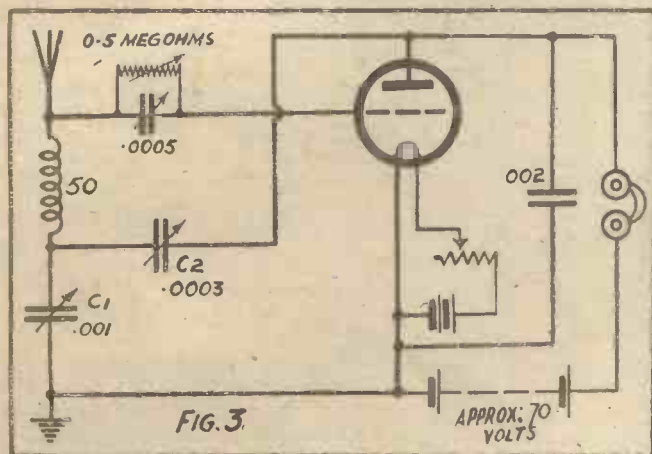 0·5 MEGOHMS
.0005
50
C2
.0003
C1
.001
002
FIG. 3.
APPROX: 70
VOLTS